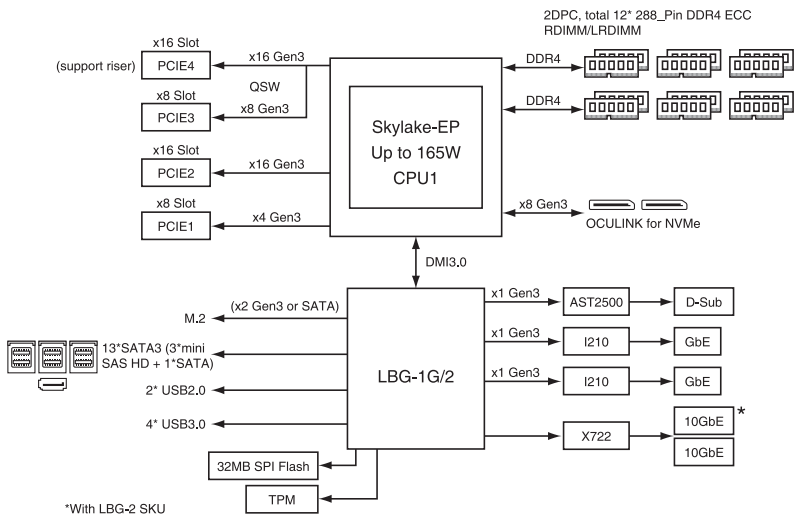 2DPC, total 12* 288_Pin DDR4 ECC
RDIMM/LRDIMM
x16 Slot
(support riser)
PCIE4
x16 Gen3
QSW
x8 Slot
PCIE3
x8 Gen3
x16 Slot
PCIE2
x16 Gen3
x8 Slot
PCIE1
x4 Gen3
Skylake-EP
Up to 165W
CPU1
DDR4
DDR4
x8 Gen3
OCULINK for NVMe
DMI3.0
M.2
(x2 Gen3 or SATA)
13*SATA3 (3*mini
SAS HD + 1*SATA)
2* USB2.0
4* USB3.0
LBG-1G/2
x1 Gen3
AST2500
D-Sub
x1 Gen3
I210
GbE
x1 Gen3
I210
GbE
X722
10GbE
*
10GbE
32MB SPI Flash
TPM
*With LBG-2 SKU